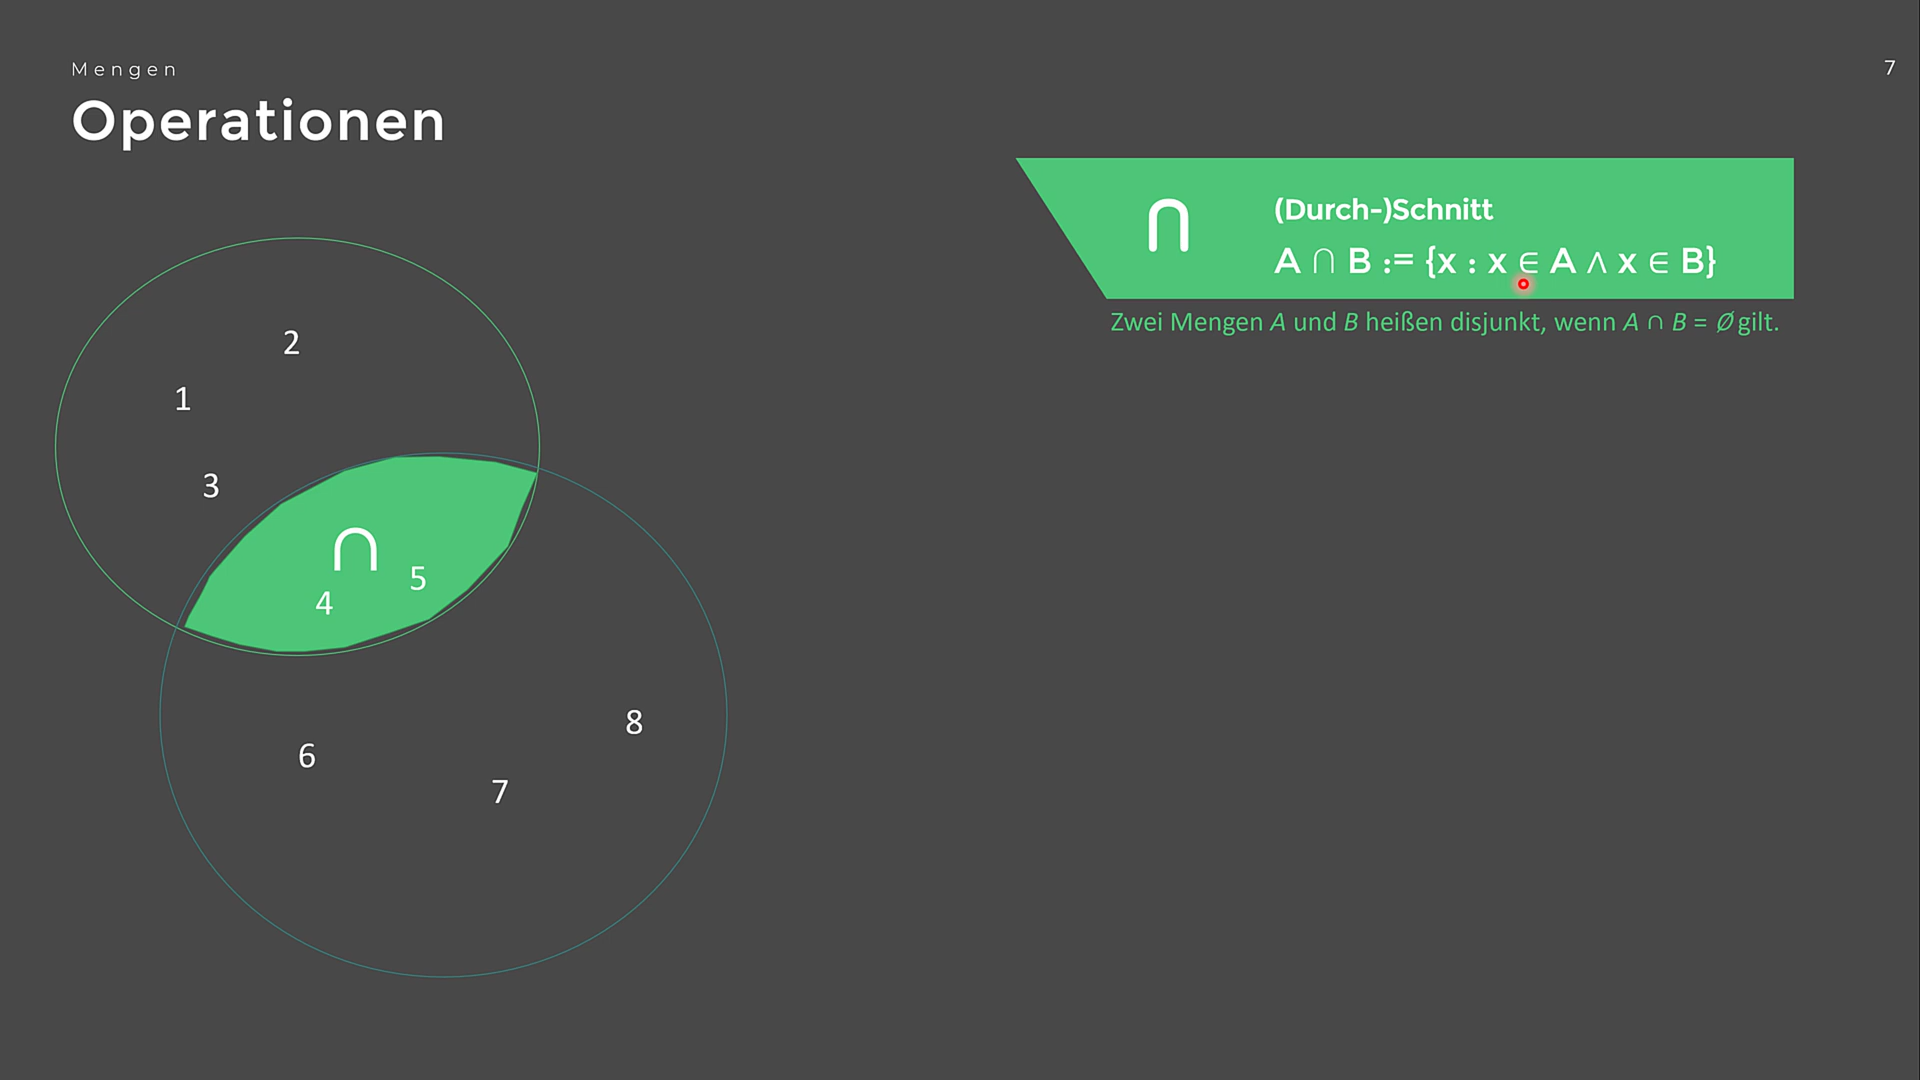 Mengen
7
Operationen
∩
(Durch-)Schnitt
A ∩ B := {x : x ∈ A ∧ x ∈ B}
Zwei Mengen A und B heißen disjunkt, wenn A ∩ B = Ø gilt.
2
1
3
∩
5
4
8
6
7